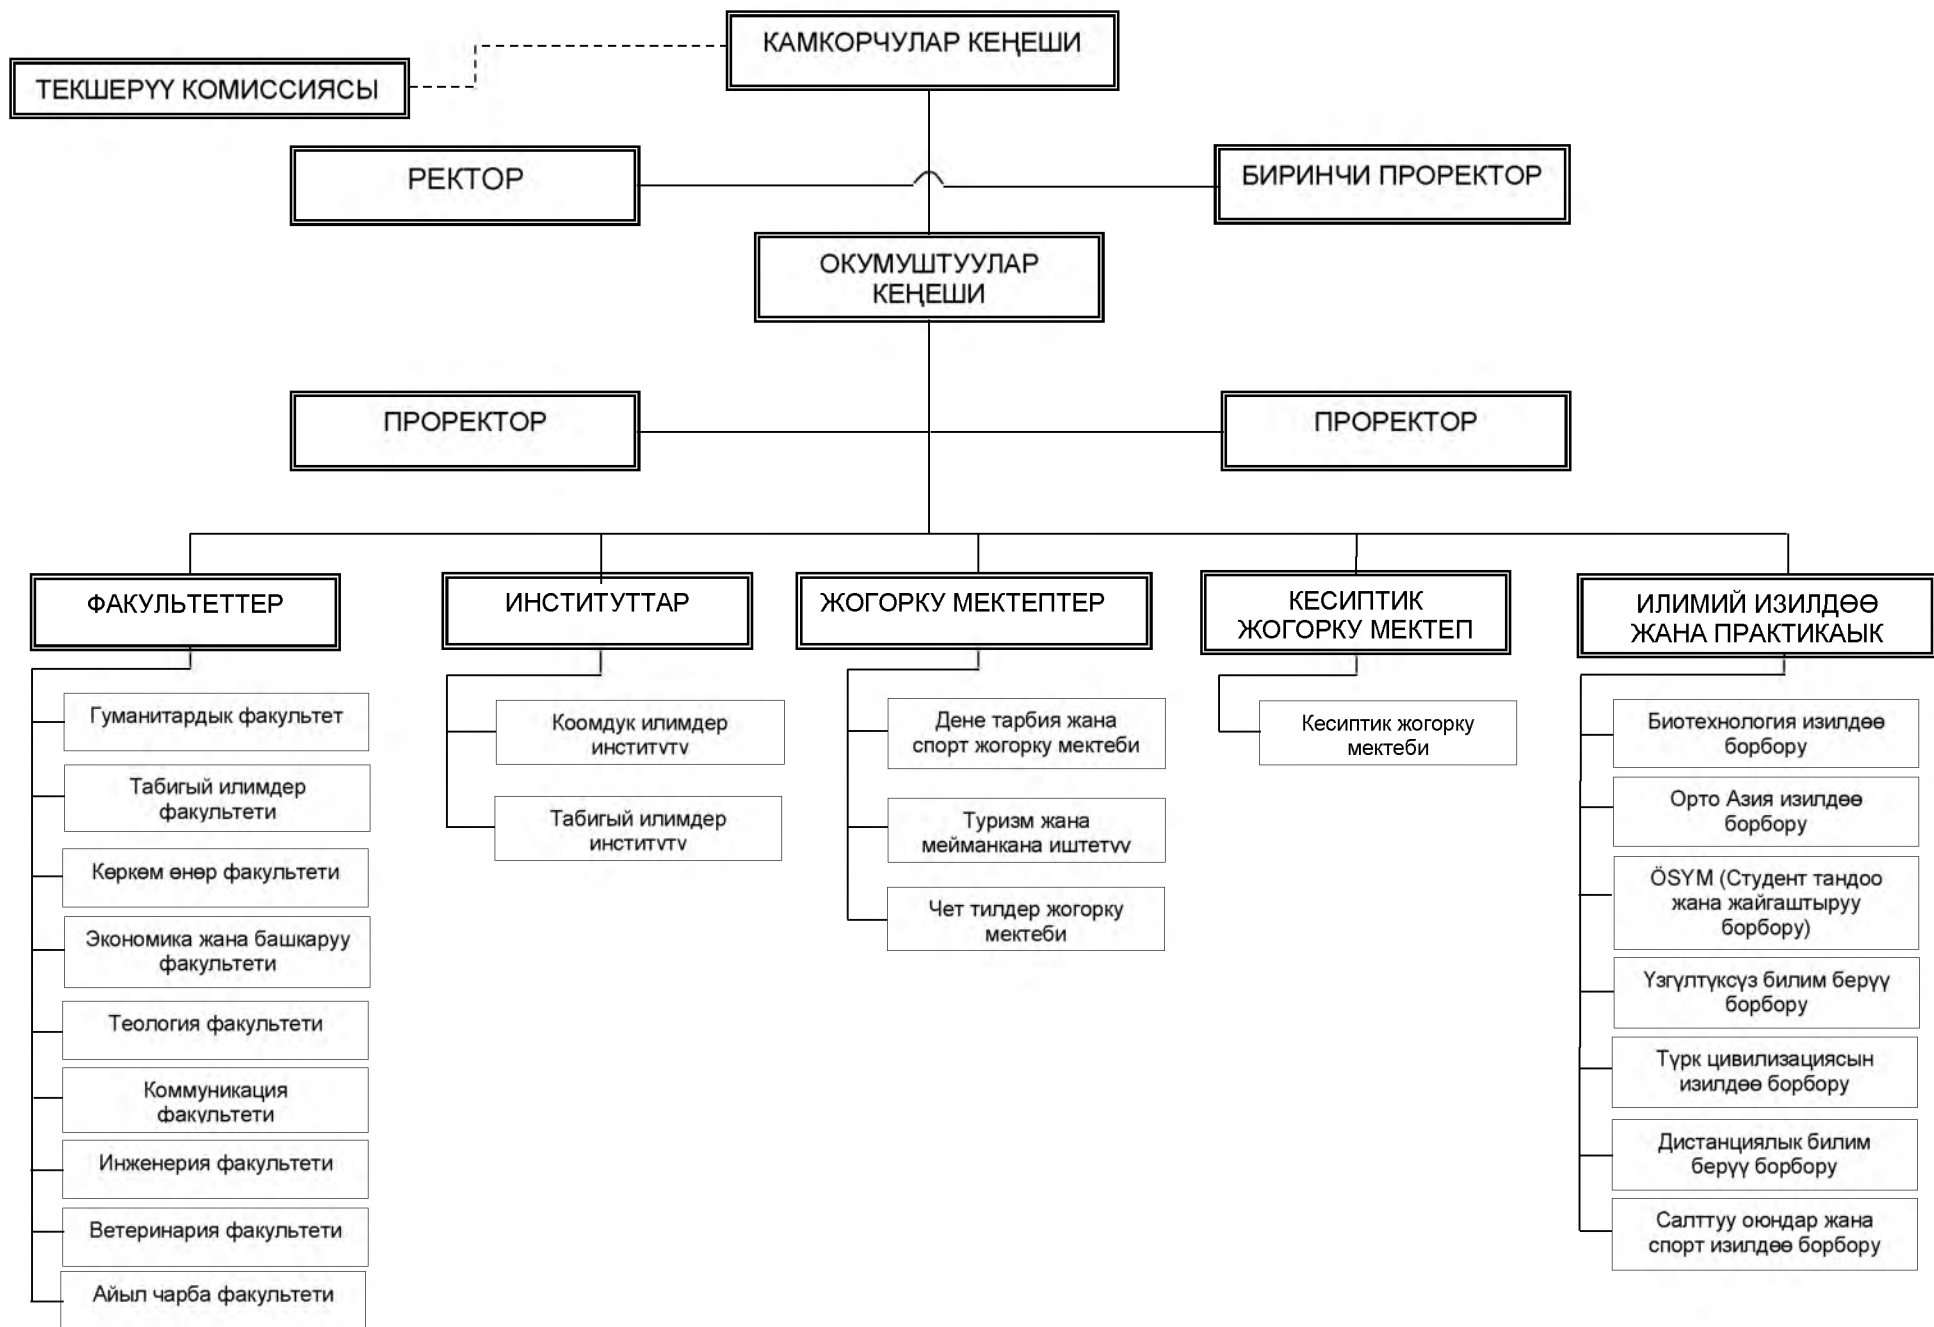 КАМКОРЧУЛАР КЕҢЕШИ
ТЕКШЕРҮҮ КОМИССИЯСЫ
РЕКТОР
БИРИНЧИ ПРОРЕКТОР
ОКУМУШТУУЛАР
КЕҢЕШИ
ПРОРЕКТОР
ПРОРЕКТОР
ФАКУЛЬТЕТТЕР
Гуманитардык факультет
Табигый илимдер
факультети
Көркөм өнөр факультети
Экономика жана башкаруу
факультети
Теология факультети
Коммуникация
факультети
Инженерия факультети
Ветеринария факультети
Айыл чарба факультети
ИНСТИТУТТАР
Коомдук илимдер
институту
Табигый илимдер
институту
ЖОГОРКУ МЕКТЕПТЕР
Дене тарбия жана
спорт жогорку мектеби
Туризм жана
мейманкана иштетүү
Чет тилдер жогорку
мектеби
КЕСИПТИК
ЖОГОРКУ МЕКТЕП
Кесиптик жогорку
мектеби
ИЛИМИЙ ИЗИЛДӨӨ
ЖАНА ПРАКТИКАЫК
Биотехнология изилдөө
борбору
Орто Азия изилдөө
борбору
ÖSYM (Студент тандоо
жана жайгаштыруу
борбору)
Үзгүлтүксүз билим берүү
борбору
Түрк цивилизациясын
изилдөө борбору
Дистанциялык билим
берүү борбору
Салттуу оюндар жана
спорт изилдөө борбору